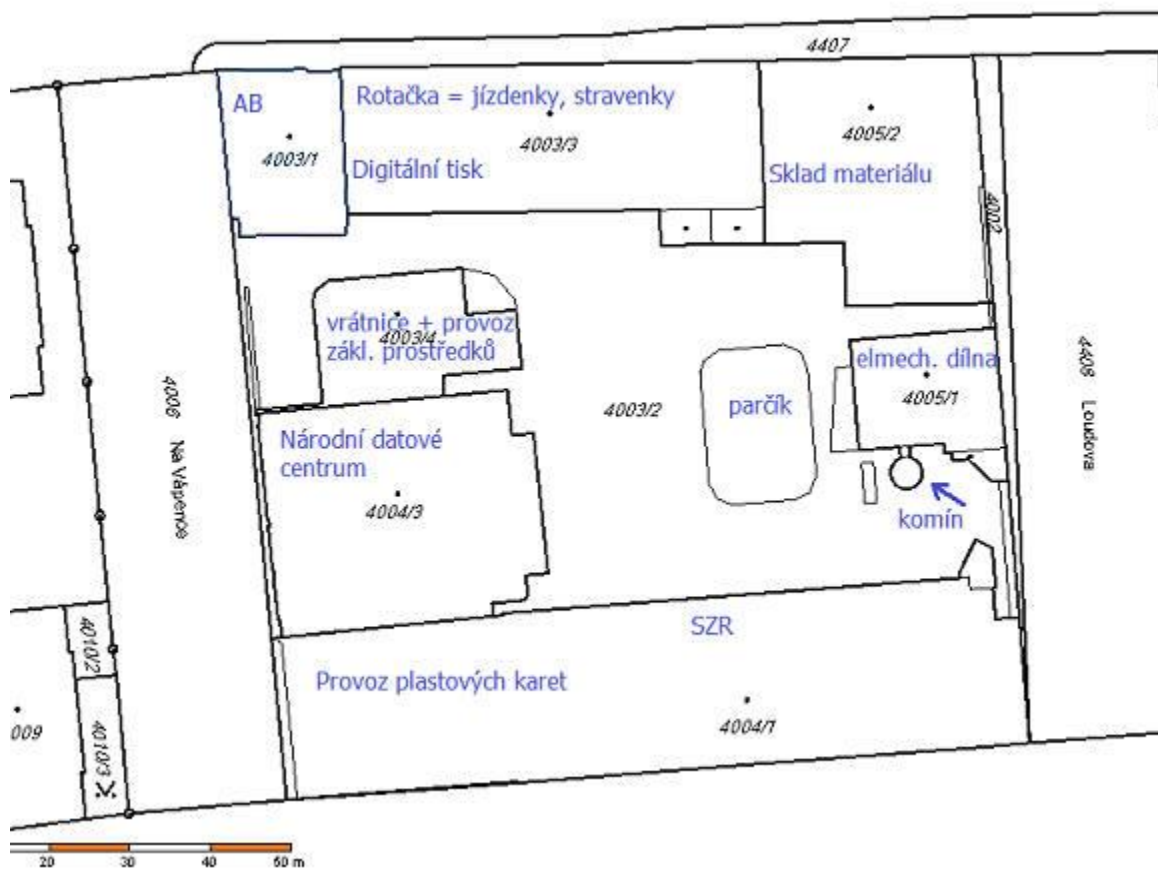 4407
AB
Rotačka = jízdenky, stravenky
4003/1
4003/3
4005/2
Digitální tisk
Sklad materiálu
4002
vrátnice + provoz
4003/4
zákl. prostředků
elmech. dílna
4005/1
4006 Na Vápence
4003/2
parčík
4408 Loudova
Národní datové
centrum
4004/3
komín
SZR
4010/2
Provoz plastových karet
4004/1
009
4010/3
20 30 40 50 m